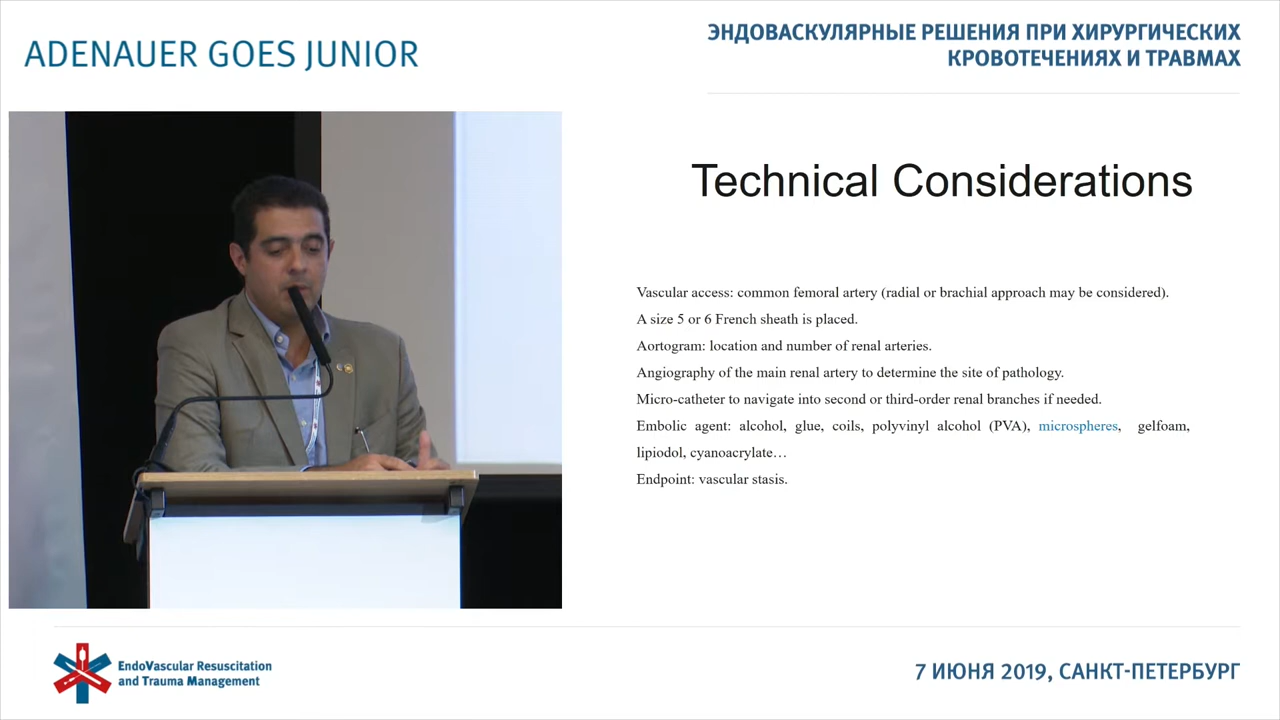 ADENAUER GOES JUNIOR
ЭНДОВАСКУЛЯРНЫЕ РЕШЕНИЯ ПРИ ХИРУРГИЧЕСКИХ
КРОВОТЕЧЕНИЯХ И ТРАВМАХ
Technical Considerations
Vascular access: common femoral artery (radial or brachial approach may be considered).
A size 5 or 6 French sheath is placed.
Aortogram: location and number of renal arteries.
Angiography of the main renal artery to determine the site of pathology.
Micro-catheter to navigate into second or third-order renal branches if needed.
Embolic agent: alcohol, glue, coils, polyvinyl alcohol (PVA), microspheres, gelfoam,
lipiodol, cyanoacrylate…
Endpoint: vascular stasis.
EndoVascular Resuscitation
and Trauma Management
7 ИЮНЯ 2019, САНКТ-ПЕТЕРБУРГ